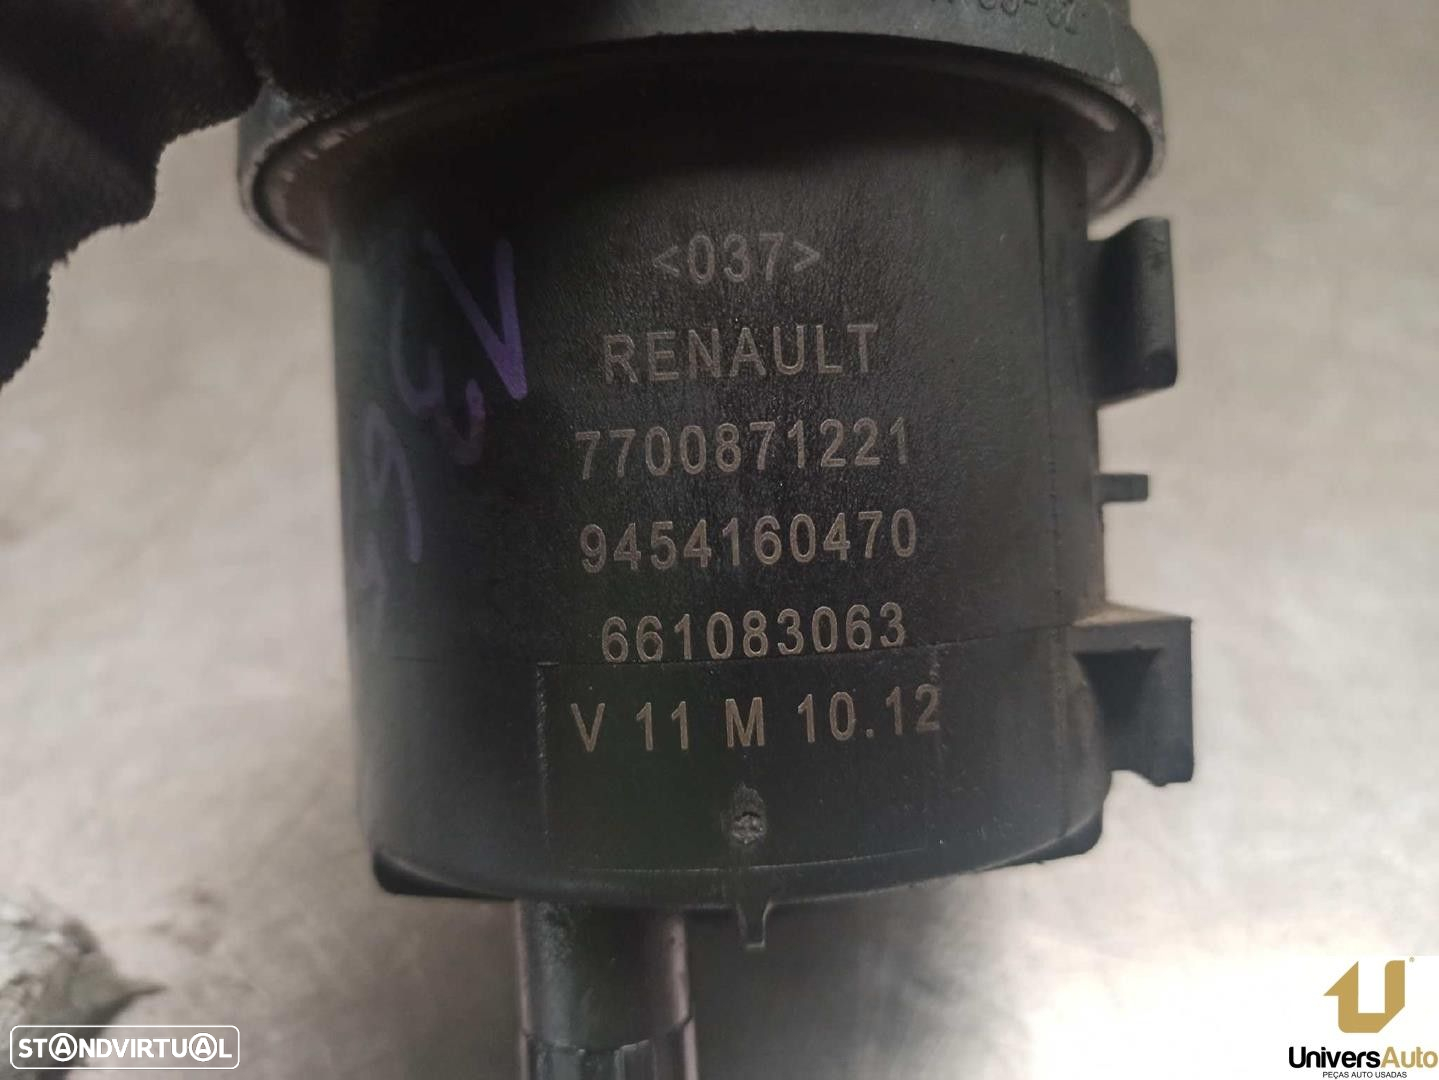 <037>
RENAULT
7700871221
9454160470
661083063
V 11 M 10.12
STANDVIRTUAL
UniversAuto
PEÇAS AUTO USADAS